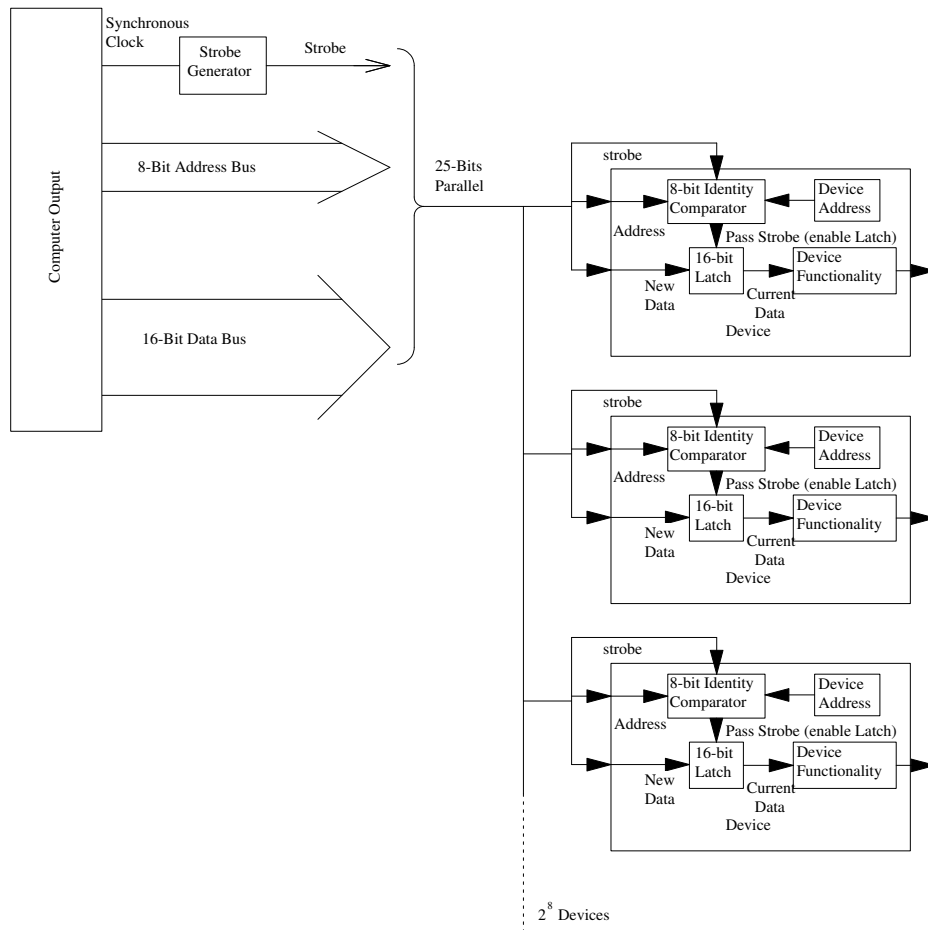 Synchronous
Clock
Strobe
Generator
Strobe
Computer Output
8-Bit Address Bus
16-Bit Data Bus
25-Bits
Parallel
strobe
8-bit Identity
Comparator
Device
Address
Address
Pass Strobe (enable Latch)
16-bit
Latch
Device
Functionality
New
Data
Current
Data
Device
strobe
8-bit Identity
Comparator
Device
Address
Address
Pass Strobe (enable Latch)
16-bit
Latch
Device
Functionality
New
Data
Current
Data
Device
strobe
8-bit Identity
Comparator
Device
Address
Address
Pass Strobe (enable Latch)
16-bit
Latch
Device
Functionality
New
Data
Current
Data
Device
2⁸ Devices